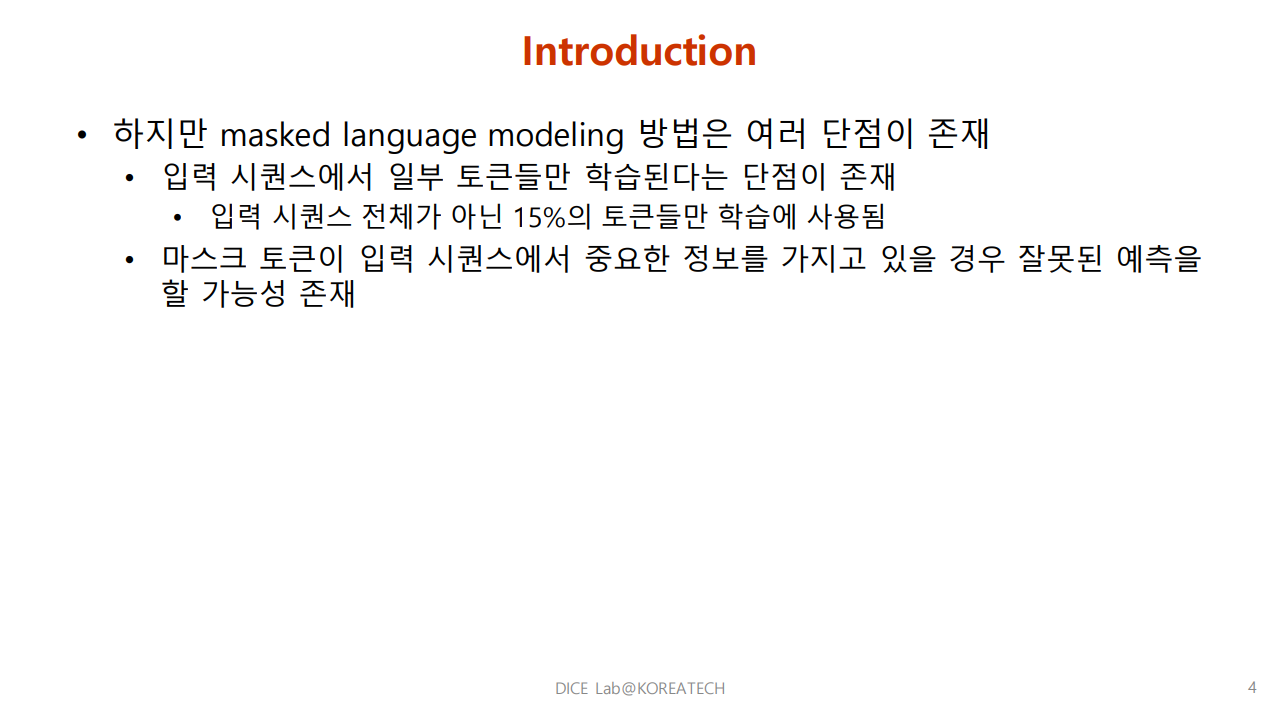 Introduction
• 하지만 masked language modeling 방법은 여러 단점이 존재
• 입력 시퀀스에서 일부 토큰들만 학습된다는 단점이 존재
• 입력 시퀀스 전체가 아닌 15%의 토큰들만 학습에 사용됨
• 마스크 토큰이 입력 시퀀스에서 중요한 정보를 가지고 있을 경우 잘못된 예측을
할 가능성 존재
DICE Lab@KOREATECH
4